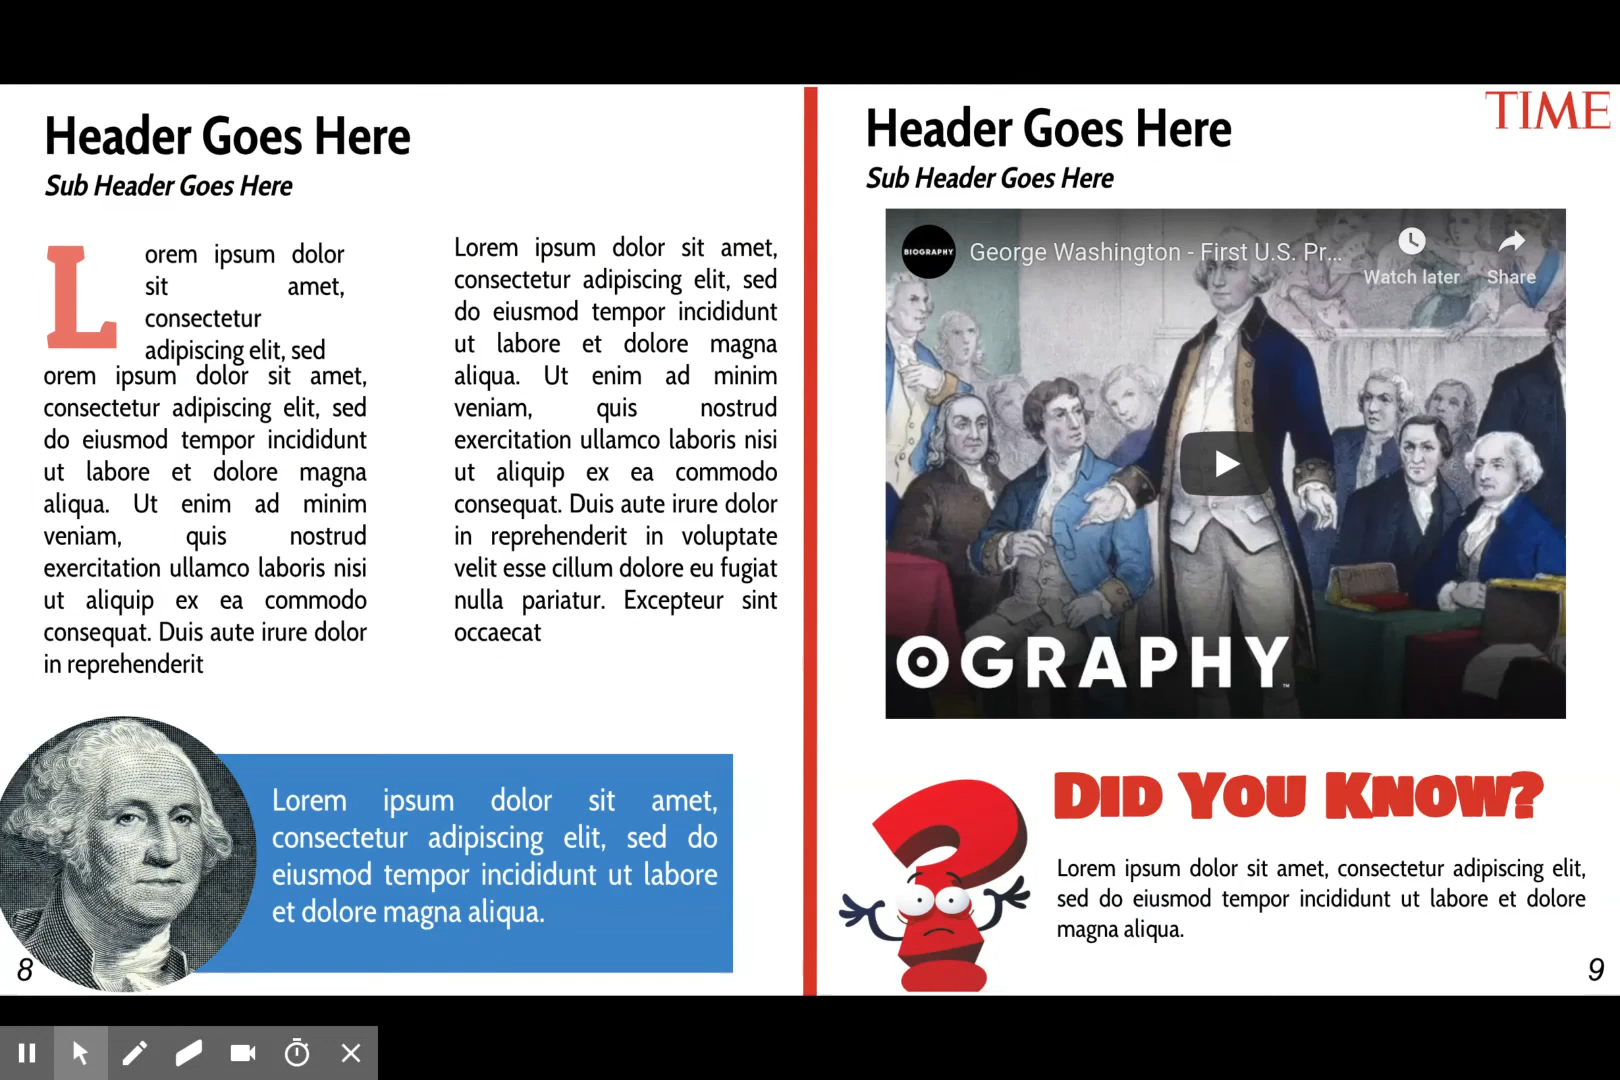 Header Goes Here
Sub Header Goes Here
L
orem ipsum dolor
sit amet,
consectetur
adipiscing elit, sed
orem ipsum dolor sit amet,
consectetur adipiscing elit, sed
do eiusmod tempor incididunt
ut labore et dolore magna
aliqua. Ut enim ad minim
veniam, quis nostrud
exercitation ullamco laboris nisi
ut aliquip ex ea commodo
consequat. Duis aute irure dolor
in reprehenderit
Lorem ipsum dolor sit amet,
consectetur adipiscing elit, sed
do eiusmod tempor incididunt
ut labore et dolore magna
aliqua. Ut enim ad minim
veniam, quis nostrud
exercitation ullamco laboris nisi
ut aliquip ex ea commodo
consequat. Duis aute irure dolor
in reprehenderit in voluptate
velit esse cillum dolore eu fugiat
nulla pariatur. Excepteur sint
occaecat
Lorem ipsum dolor sit amet,
consectetur adipiscing elit, sed do
eiusmod tempor incididunt ut labore
et dolore magna aliqua.
8
TIME
Header Goes Here
Sub Header Goes Here
BIOGRAPHY
George Washington - First U.S. Pr...
Watch later
Share
OGRAPHY
™
DID YOU KNOW?
Lorem ipsum dolor sit amet, consectetur adipiscing elit,
sed do eiusmod tempor incididunt ut labore et dolore
magna aliqua.
9